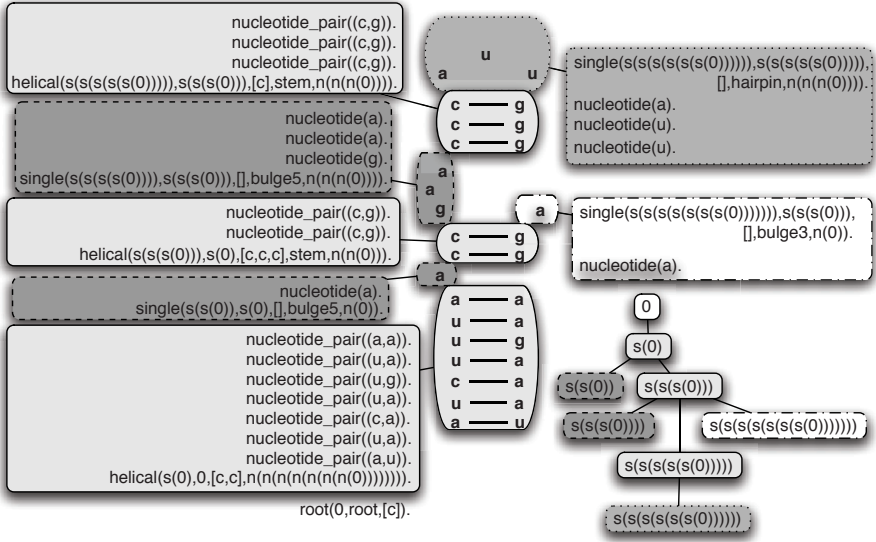 nucleotide_pair((c,g)).
nucleotide_pair((c,g)).
nucleotide_pair((c,g)).
helical(s(s(s(s(s(0))))),s(s(s(0))),[c],stem,n(n(n(0)))).
nucleotide(a).
nucleotide(a).
nucleotide(g).
single(s(s(s(s(0)))),s(s(s(0))),[],bulge5,n(n(n(0)))).
nucleotide_pair((c,g)).
nucleotide_pair((c,g)).
helical(s(s(s(0))),s(0),[c,c,c],stem,n(n(0))).
nucleotide(a).
single(s(s(0)),s(0),[],bulge5,n(0)).
nucleotide_pair((a,a)).
nucleotide_pair((u,a)).
nucleotide_pair((u,g)).
nucleotide_pair((u,a)).
nucleotide_pair((c,a)).
nucleotide_pair((u,a)).
nucleotide_pair((a,u)).
helical(s(0),0,[c,c],n(n(n(n(n(n(n(0)))))))).
root(0,root,[c]).
u
a u
c g
c g
c g
a
a
g
a
c g
c g
a
a a
u a
u g
u a
c a
u a
a u
single(s(s(s(s(s(s(0)))))),s(s(s(s(s(0))))),
[],hairpin,n(n(n(0)))).
nucleotide(a).
nucleotide(u).
nucleotide(u).
single(s(s(s(s(s(s(s(0))))))),s(s(s(0))),
[],bulge3,n(0)).
nucleotide(a).
0
s(0)
s(s(0)) s(s(s(0)))
s(s(s(s(0)))) s(s(s(s(s(s(s(0)))))))
s(s(s(s(s(0)))))
s(s(s(s(s(s(0))))))